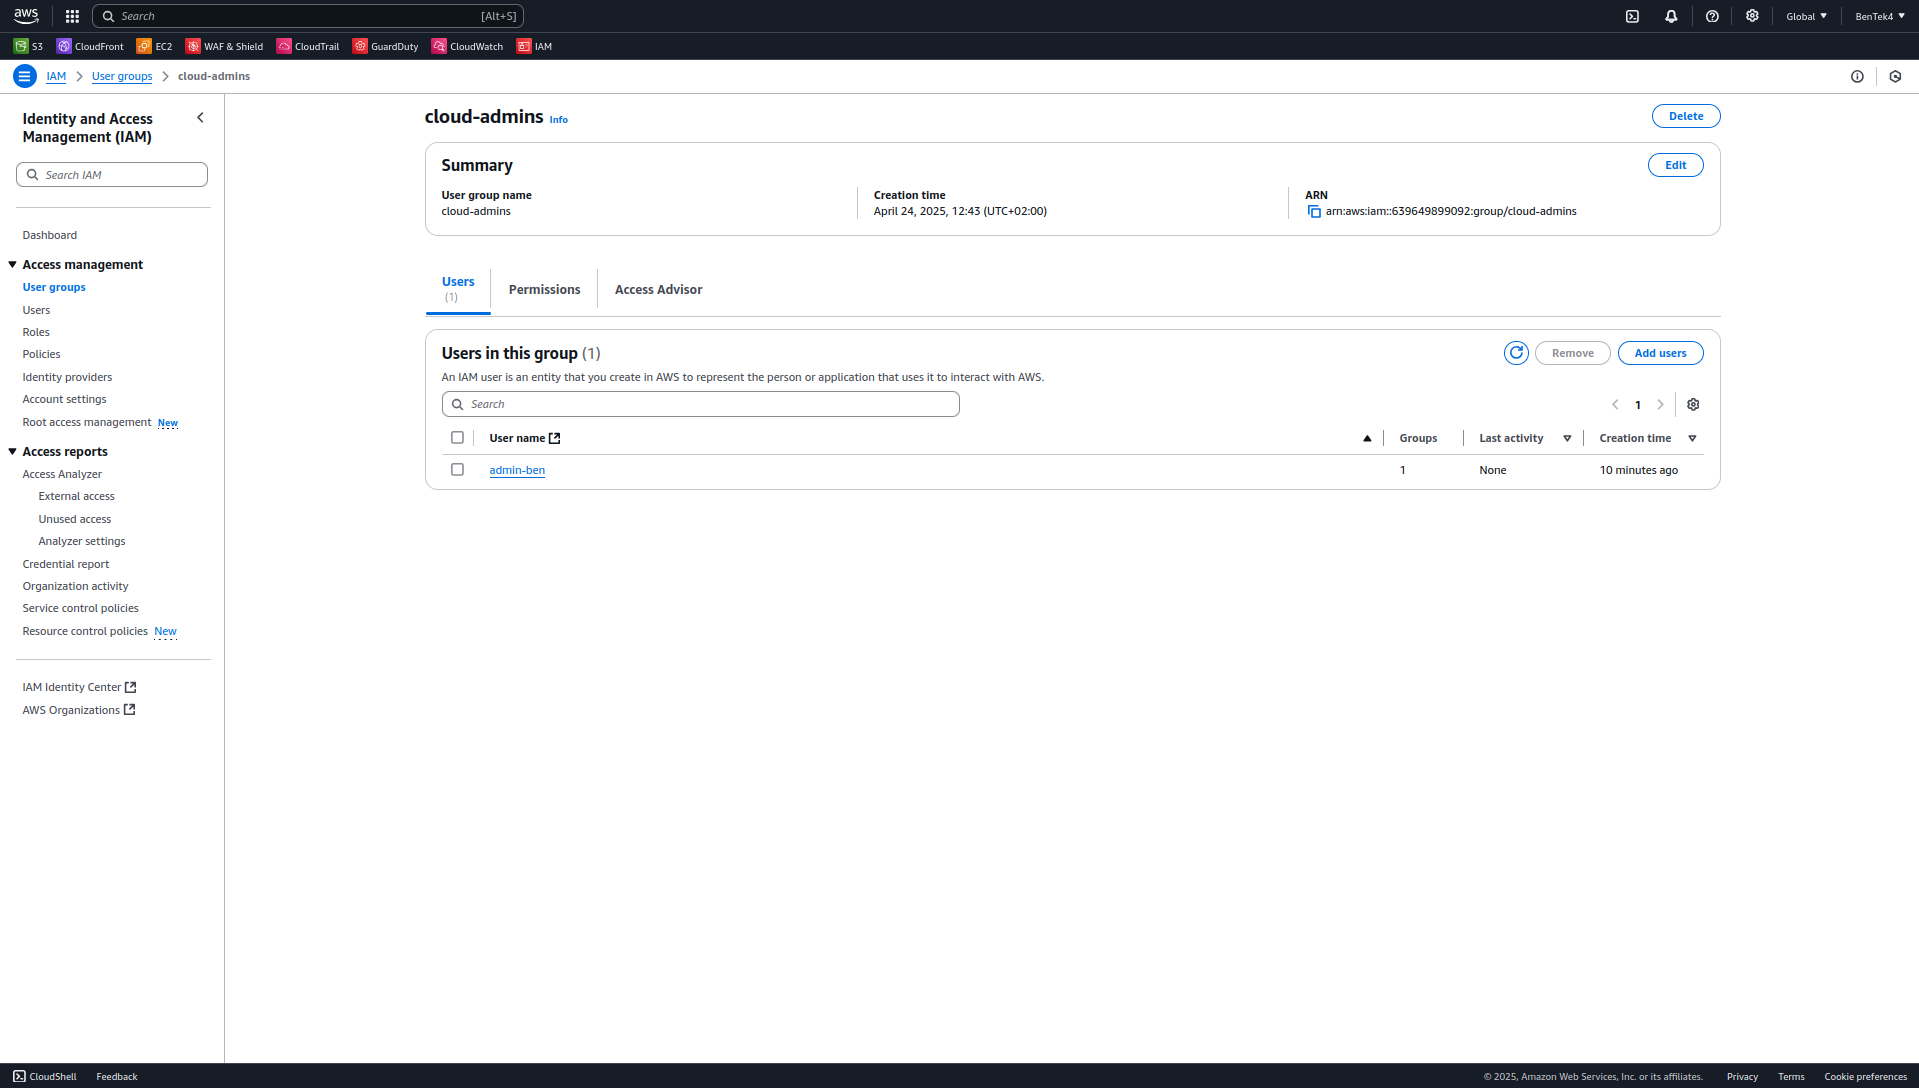 aws
Search [Alt+S] Global BenTek4
S3 CloudFront EC2 WAF & Shield CloudTrail GuardDuty CloudWatch IAM
IAM User groups cloud-admins
Identity and Access
Management (IAM)
Search IAM
Dashboard
Access management
User groups
Users
Roles
Policies
Identity providers
Account settings
Root access management New
Access reports
Access Analyzer
External access
Unused access
Analyzer settings
Credential report
Organization activity
Service control policies
Resource control policies New
IAM Identity Center
AWS Organizations
cloud-admins Info Delete
Summary Edit
User group name
cloud-admins
Creation time
April 24, 2025, 12:43 (UTC+02:00)
ARN
arn:aws:iam::639649899092:group/cloud-admins
Users
(1)
Permissions
Access Advisor
Users in this group (1) Remove Add users
An IAM user is an entity that you create in AWS to represent the person or application that uses it to interact with AWS.
Search 1
User name Groups Last activity Creation time
admin-ben 1 None 10 minutes ago
CloudShell Feedback © 2025, Amazon Web Services, Inc. or its affiliates. Privacy Terms Cookie preferences